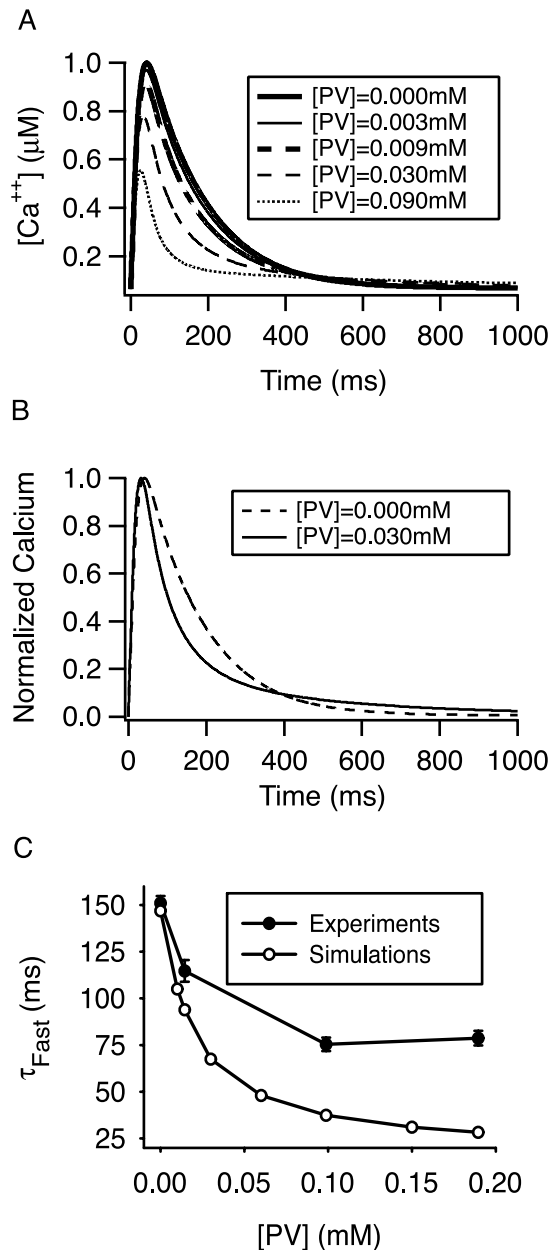 A
[Ca++] (μM)
1.0
0.8
0.6
0.4
0.2
[PV]=0.000mM
[PV]=0.003mM
[PV]=0.009mM
[PV]=0.030mM
[PV]=0.090mM
0 200 400 600 800 1000
Time (ms)
B
Normalized Calcium
1.0
0.8
0.6
0.4
0.2
0.0
[PV]=0.000mM
[PV]=0.030mM
0 200 400 600 800 1000
Time (ms)
C
τFast (ms)
150
125
100
75
50
25
Experiments
Simulations
0.00 0.05 0.10 0.15 0.20
[PV] (mM)